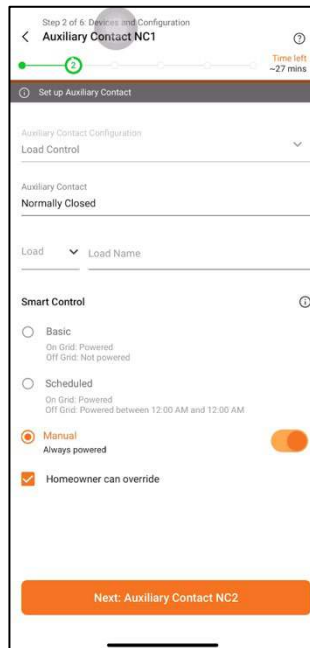 Step 2 of 6: Devices and Configuration
Auxiliary Contact NC1
2
Time left
~27 mins
Set up Auxiliary Contact
Auxiliary Contact Configuration
Load Control
Auxiliary Contact
Normally Closed
Load
Load Name
Smart Control
Basic
On Grid: Powered
Off Grid: Not powered
Scheduled
On Grid: Powered
Off Grid: Powered between 12:00 AM and 12:00 AM
Manual
Always powered
Homeowner can override
Next: Auxiliary Contact NC2